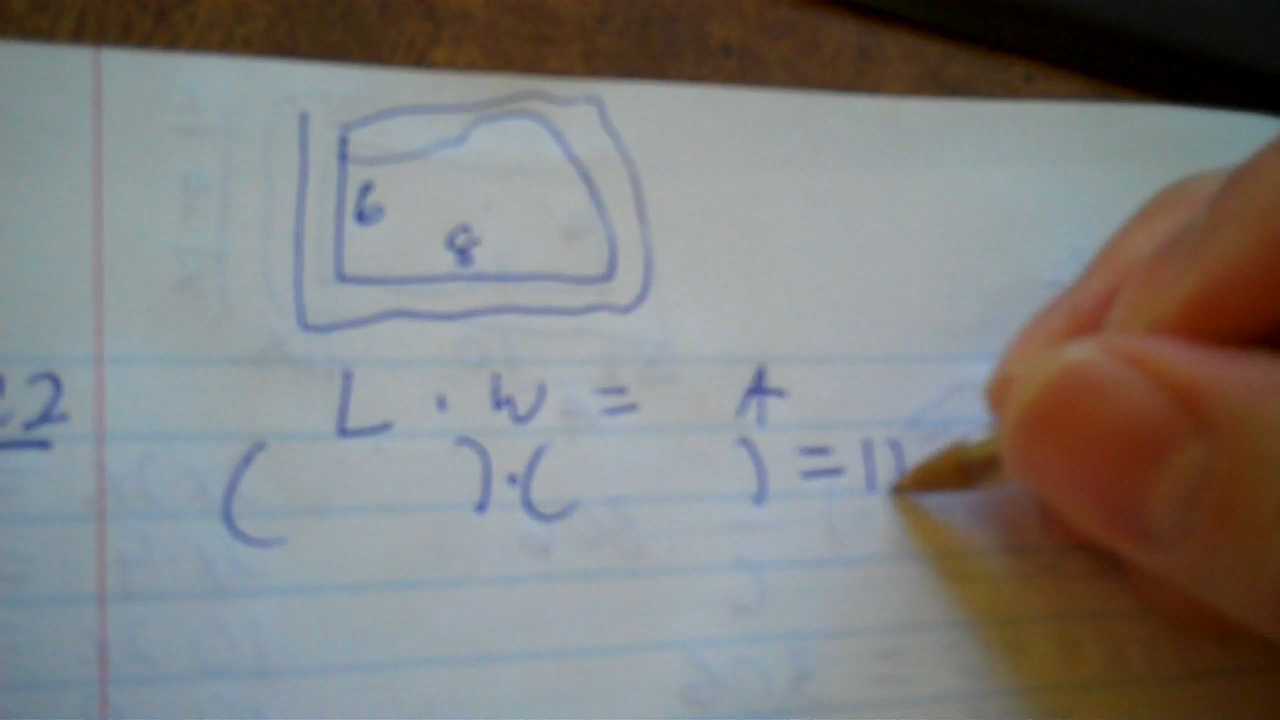 6
8
22
L · W = A
( ) · ( ) = 11